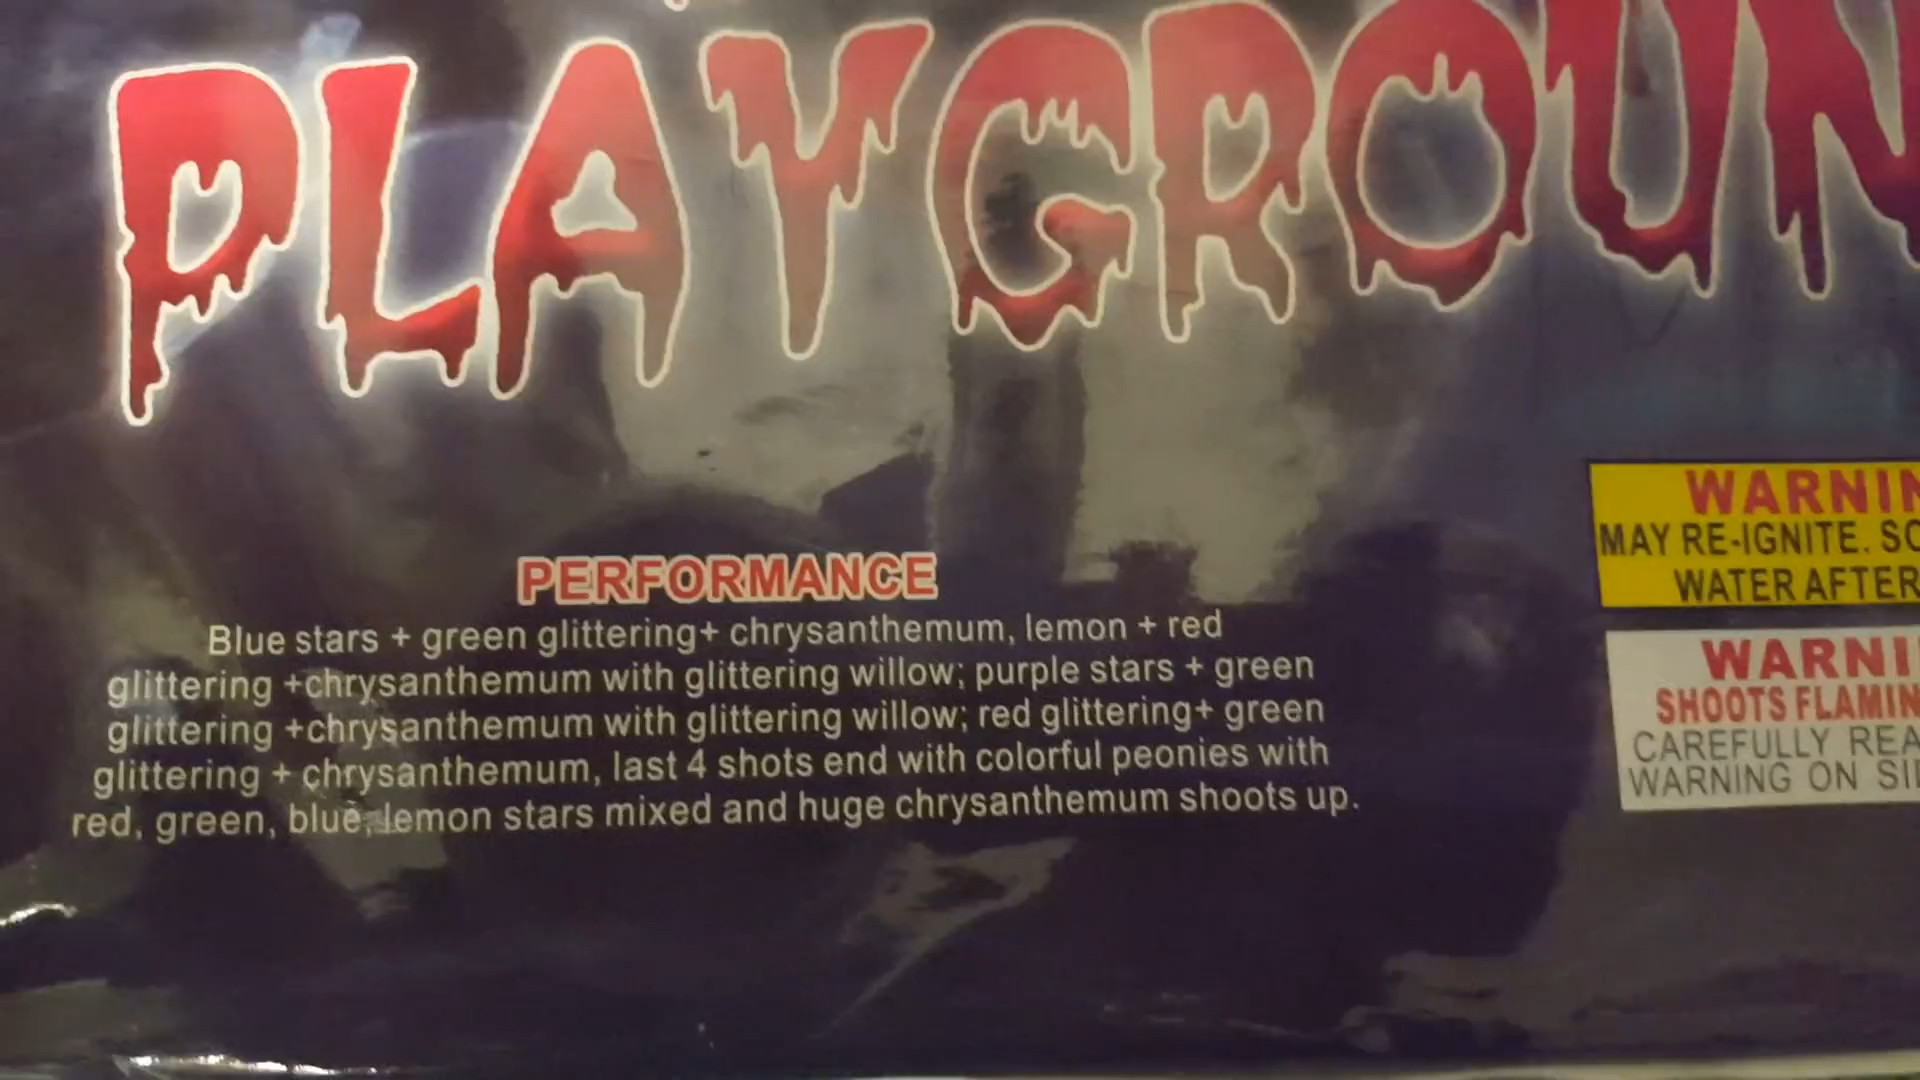 PLAYGROUN
PERFORMANCE
Blue stars + green glittering+ chrysanthemum, lemon + red
glittering +chrysanthemum with glittering willow; purple stars + green
glittering +chrysanthemum with glittering willow; red glittering+ green
glittering + chrysanthemum, last 4 shots end with colorful peonies with
red, green, blue, lemon stars mixed and huge chrysanthemum shoots up.
WARNIN
MAY RE-IGNITE. SO
WATER AFTER
WARNI
SHOOTS FLAMIN
CAREFULLY REA
WARNING ON SID